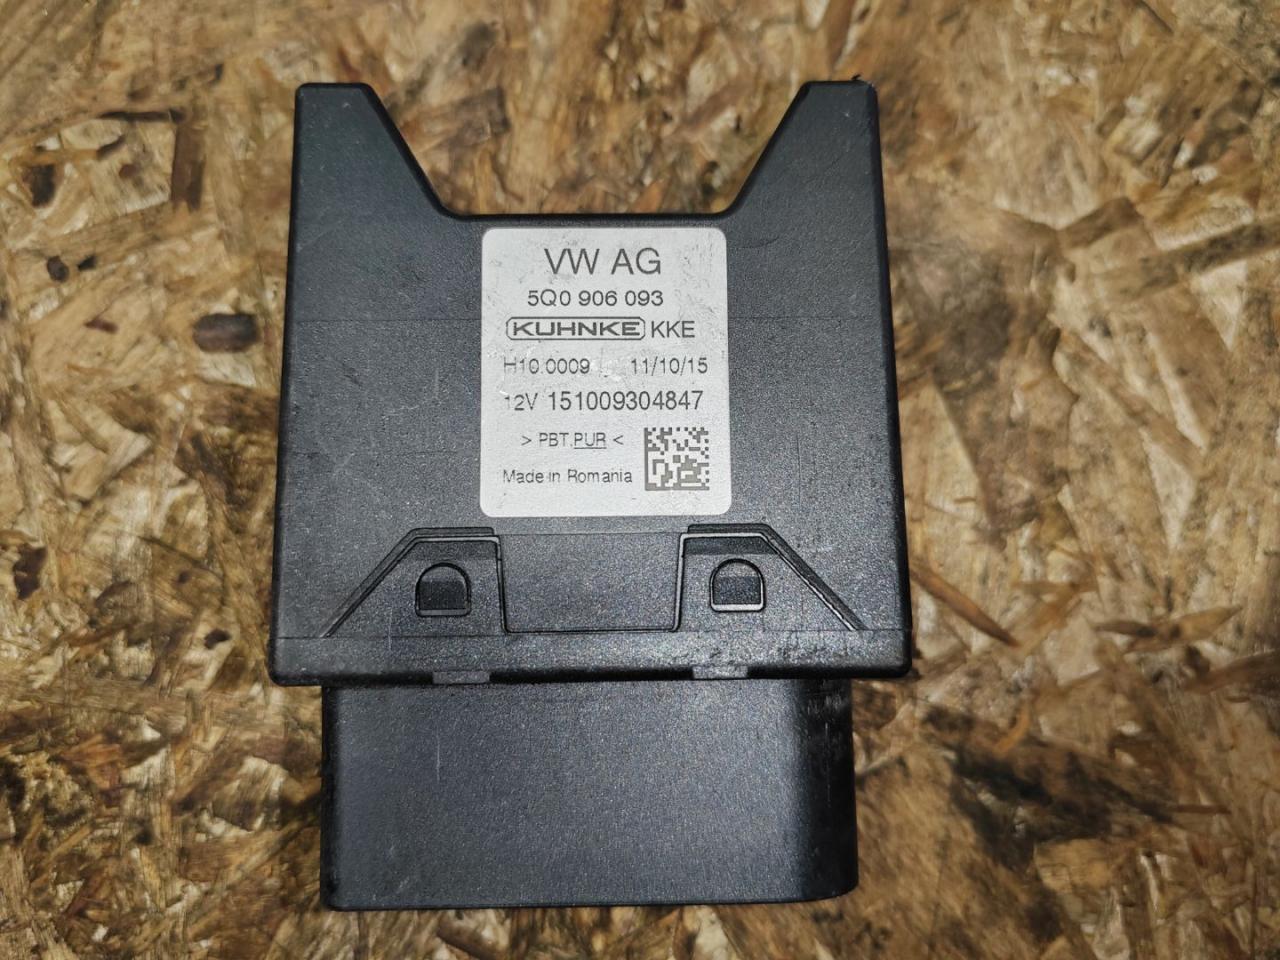 VW AG
5Q0 906 093
KUHNKE KKE
H10.0009 11/10/15
12V 151009304847
> PBT.PUR <
Made in Romania